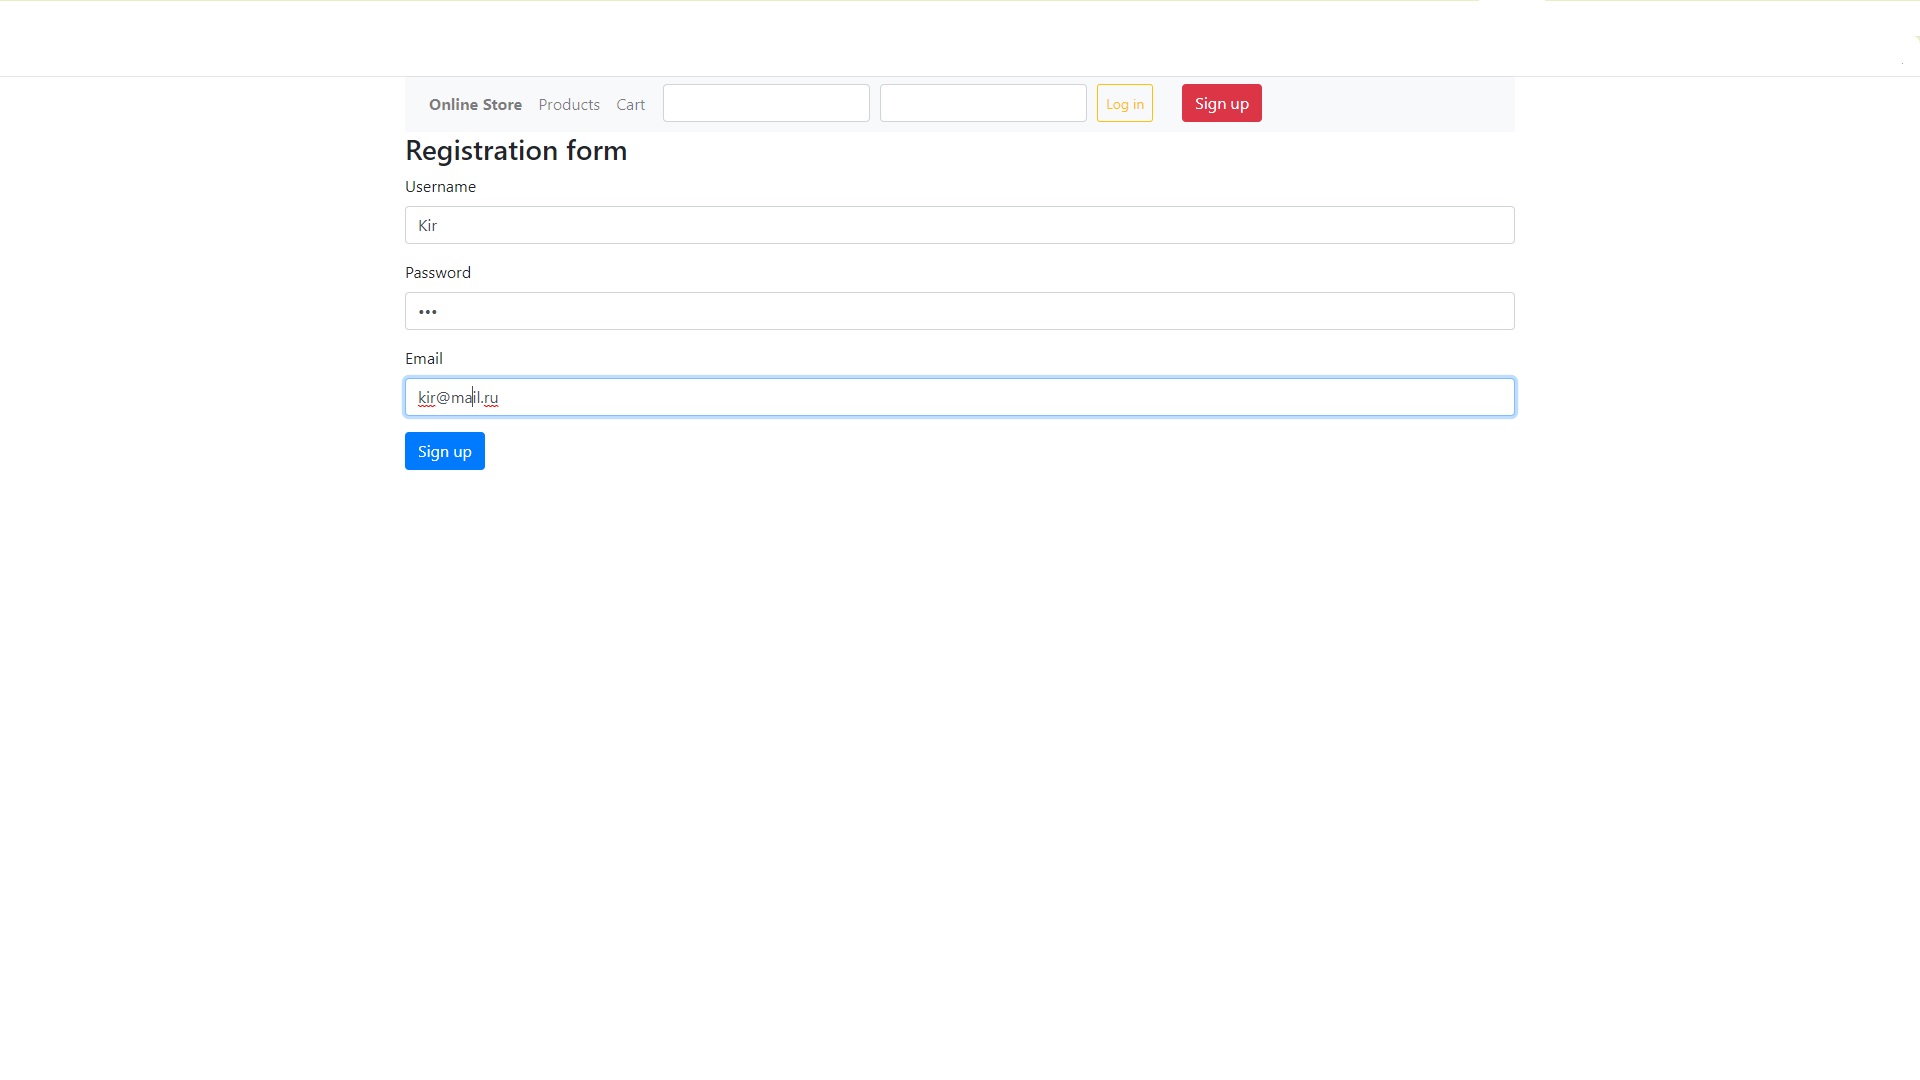 Online Store Products Cart Log in Sign up
Registration form
Username
Kir
Password
•••
Email
kir@mail.ru
Sign up